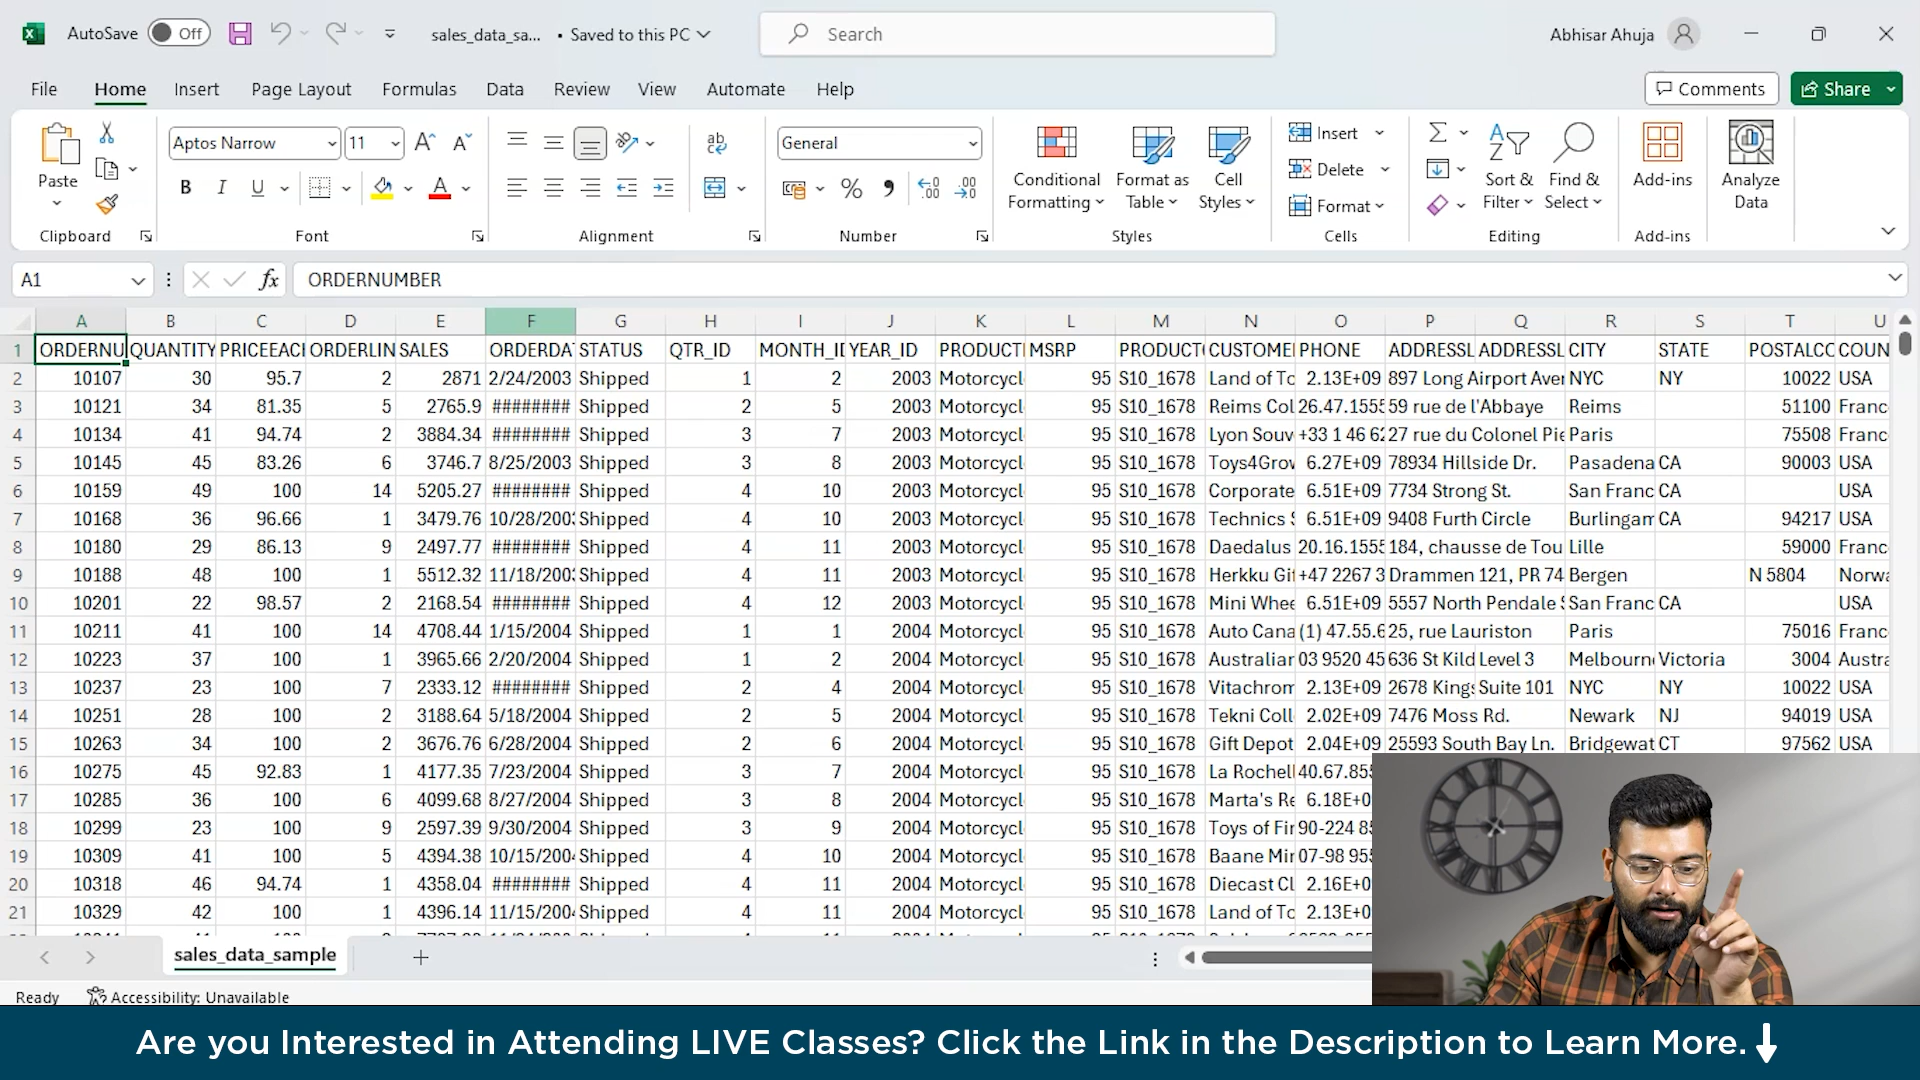 AutoSave Off sales_data_sa... • Saved to this PC Search Abhisar Ahuja
File Home Insert Page Layout Formulas Data Review View Automate Help Comments Share
Paste Aptos Narrow 11 General Conditional Formatting Format as Table Cell Styles Insert Delete Format Sort & Filter Find & Select Add-ins Analyze Data
Clipboard Font Alignment Number Styles Cells Editing Add-ins
A1 fx ORDERNUMBER
A B C D E F G H I J K L M N O P Q R S T U
1 ORDERNU QUANTITY PRICEEACH ORDERLIN SALES ORDERDAT STATUS QTR_ID MONTH_ID YEAR_ID PRODUCTI MSRP PRODUCTC CUSTOME PHONE ADDRESSL ADDRESSL CITY STATE POSTALCO COUN
2 10107 30 95.7 2 2871 2/24/2003 Shipped 1 2 2003 Motorcycl 95 S10_1678 Land of To 2.13E+09 897 Long Airport Aver NYC NY 10022 USA
3 10121 34 81.35 5 2765.9 ######## Shipped 2 5 2003 Motorcycl 95 S10_1678 Reims Col 26.47.1555 59 rue de l'Abbaye Reims 51100 Franc
4 10134 41 94.74 2 3884.34 ######## Shipped 3 7 2003 Motorcycl 95 S10_1678 Lyon Souv +33 1 46 62 27 rue du Colonel Pie Paris 75508 Franc
5 10145 45 83.26 6 3746.7 8/25/2003 Shipped 3 8 2003 Motorcycl 95 S10_1678 Toys4Grov 6.27E+09 78934 Hillside Dr. Pasadena CA 90003 USA
6 10159 49 100 14 5205.27 ######## Shipped 4 10 2003 Motorcycl 95 S10_1678 Corporate 6.51E+09 7734 Strong St. San Franc CA USA
7 10168 36 96.66 1 3479.76 10/28/2003 Shipped 4 10 2003 Motorcycl 95 S10_1678 Technics S 6.51E+09 9408 Furth Circle Burlingam CA 94217 USA
8 10180 29 86.13 9 2497.77 ######## Shipped 4 11 2003 Motorcycl 95 S10_1678 Daedalus 20.16.1555 184, chausse de Tou Lille 59000 Franc
9 10188 48 100 1 5512.32 11/18/2003 Shipped 4 11 2003 Motorcycl 95 S10_1678 Herkku Gif +47 2267 3 Drammen 121, PR 74 Bergen N 5804 Norwa
10 10201 22 98.57 2 2168.54 ######## Shipped 4 12 2003 Motorcycl 95 S10_1678 Mini Whee 6.51E+09 5557 North Pendale S San Franc CA USA
11 10211 41 100 14 4708.44 1/15/2004 Shipped 1 1 2004 Motorcycl 95 S10_1678 Auto Cana (1) 47.55.6 25, rue Lauriston Paris 75016 Franc
12 10223 37 100 1 3965.66 2/20/2004 Shipped 1 2 2004 Motorcycl 95 S10_1678 Australian 03 9520 45 636 St Kild Level 3 Melbourn Victoria 3004 Austra
13 10237 23 100 7 2333.12 ######## Shipped 2 4 2004 Motorcycl 95 S10_1678 Vitachrom 2.13E+09 2678 Kings Suite 101 NYC NY 10022 USA
14 10251 28 100 2 3188.64 5/18/2004 Shipped 2 5 2004 Motorcycl 95 S10_1678 Tekni Coll 2.02E+09 7476 Moss Rd. Newark NJ 94019 USA
15 10263 34 100 2 3676.76 6/28/2004 Shipped 2 6 2004 Motorcycl 95 S10_1678 Gift Depot 2.04E+09 25593 South Bay Ln. Bridgewat CT 97562 USA
16 10275 45 92.83 1 4177.35 7/23/2004 Shipped 3 7 2004 Motorcycl 95 S10_1678 La Rochell 40.67.855
17 10285 36 100 6 4099.68 8/27/2004 Shipped 3 8 2004 Motorcycl 95 S10_1678 Marta's Re 6.18E+0
18 10299 23 100 9 2597.39 9/30/2004 Shipped 3 9 2004 Motorcycl 95 S10_1678 Toys of Fir 90-224 85
19 10309 41 100 5 4394.38 10/15/2004 Shipped 4 10 2004 Motorcycl 95 S10_1678 Baane Min 07-98 955
20 10318 46 94.74 1 4358.04 ######## Shipped 4 11 2004 Motorcycl 95 S10_1678 Diecast Cl 2.16E+0
21 10329 42 100 1 4396.14 11/15/2004 Shipped 4 11 2004 Motorcycl 95 S10_1678 Land of To 2.13E+0
sales_data_sample
Ready Accessibility: Unavailable
Are you Interested in Attending LIVE Classes? Click the Link in the Description to Learn More.